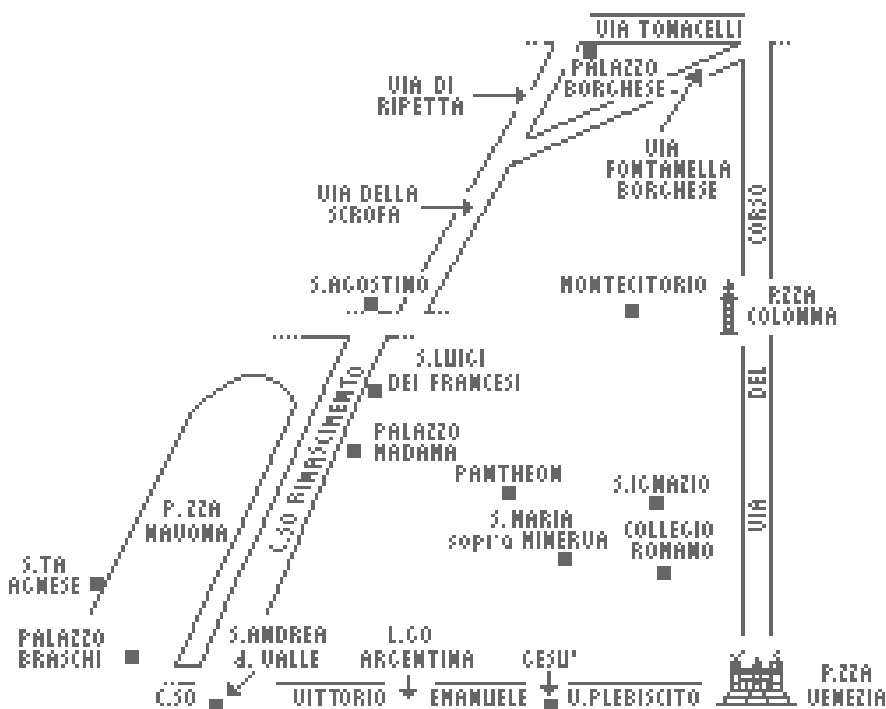 VIA TOMACELLI
PALAZZO
BORGHESE
VIA DI
RIPETTA
VIA
FONTANELLA
BORGHESE
VIA DELLA
SCROFA
CORSO
S.AGOSTINO
MONTECITORIO
P.ZZA
COLONNA
S.LUIGI
DEI FRANCESI
DEL
C.SO RINASCIMENTO
PALAZZO
MADAMA
PANTHEON
S.IGNAZIO
P.ZZA
NAVONA
S.MARIA
sopra MINERVA
COLLEGIO
ROMANO
VIA
S.TA
AGNESE
PALAZZO
BRASCHI
S.ANDREA
d. VALLE
L.GO
ARGENTINA
GESU'
C.SO VITTORIO EMANUELE V.PLEBISCITO
P.ZZA
VENEZIA